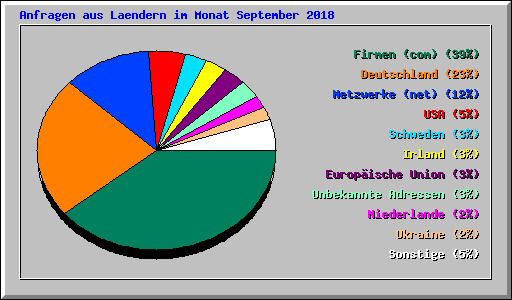 Anfragen aus Laendern im Monat September 2018
Firmen (com) (39%)
Deutschland (23%)
Netzwerke (net) (12%)
USA (5%)
Schweden (3%)
Irland (3%)
Europäische Union (3%)
Unbekannte Adressen (3%)
Niederlande (2%)
Ukraine (2%)
Sonstige (5%)